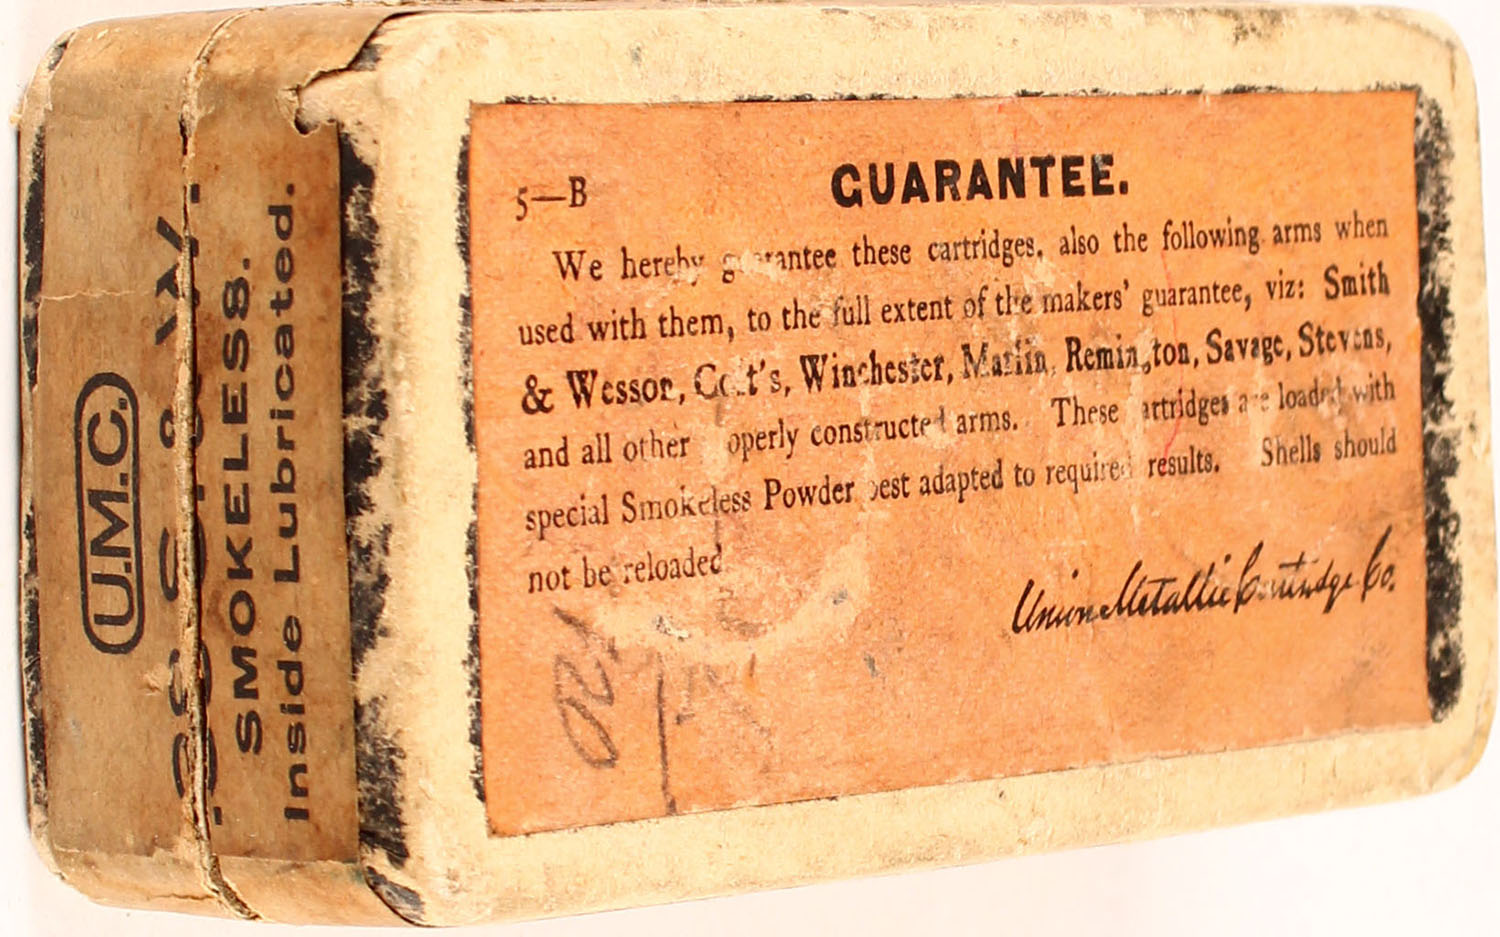 U.M.C.
.38 S. & W.
SMOKELESS.
Inside Lubricated.
5—B
GUARANTEE.
We hereby guarantee these cartridges, also the following arms when
used with them, to the full extent of the makers' guarantee, viz: Smith
& Wesson, Colt's, Winchester, Marlin, Remington, Savage, Stevens,
and all other properly constructed arms. These cartridges are loaded with
special Smokeless Powder best adapted to required results. Shells should
not be reloaded
Union Metallic Cartridge Co.